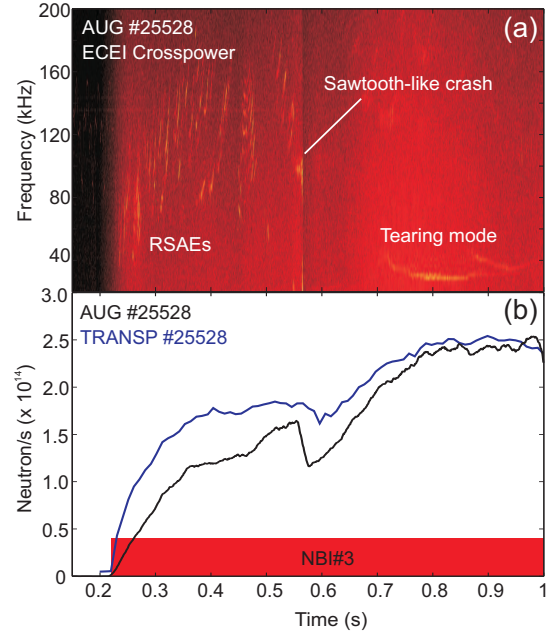 AUG #25528
ECEI Crosspower
(a)
Sawtooth-like crash
RSAEs
Tearing mode
Frequency (kHz)
200
160
120
80
40
AUG #25528
TRANSP #25528
(b)
Neutron/s (x 10¹⁴)
3.0
2.5
2.0
1.5
1.0
0.5
0
NBI#3
0.2 0.3 0.4 0.5 0.6 0.7 0.8 0.9 1
Time (s)